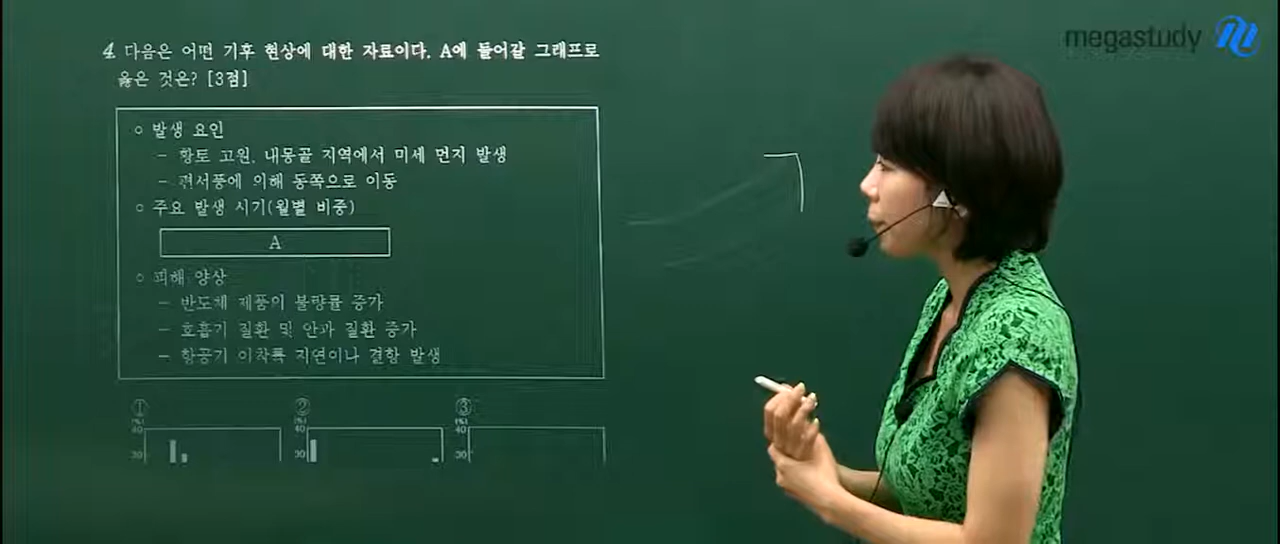 megastudy
4. 다음은 어떤 기후 현상에 대한 자료이다. A에 들어갈 그래프로
옳은 것은? [3점]
○ 발생 요인
- 황토 고원, 내몽골 지역에서 미세 먼지 발생
- 편서풍에 의해 동쪽으로 이동
○ 주요 발생 시기(월별 비중)
A
○ 피해 양상
- 반도체 제품의 불량률 증가
- 호흡기 질환 및 안과 질환 증가
- 항공기 이착륙 지연이나 결항 발생
① ② ③
(%) (%) (%)
40 40 40
30 30 30